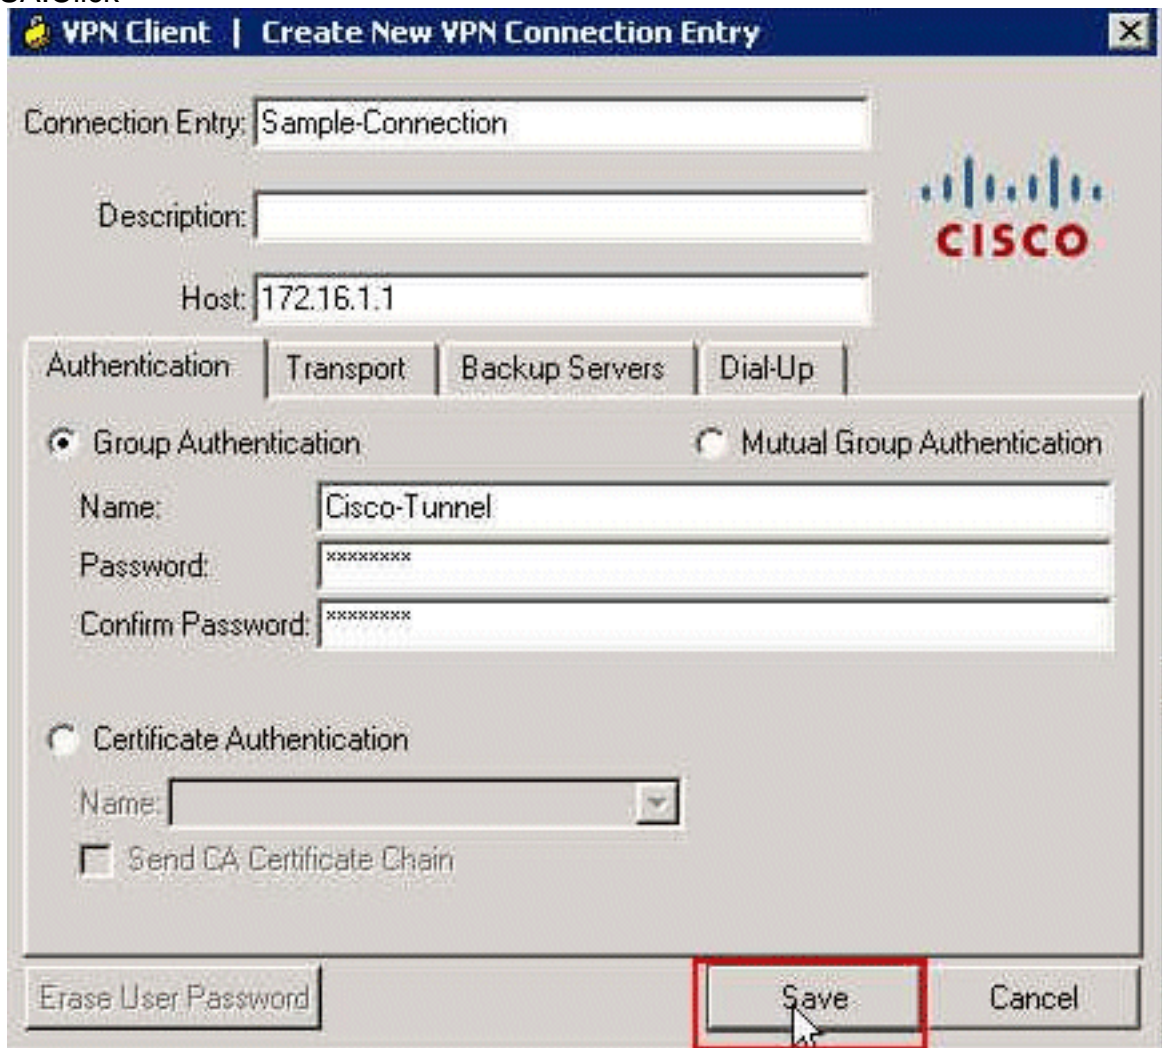 VPN Client | Create New VPN Connection Entry
Connection Entry: Sample-Connection
Description:
CISCO
Host: 172.16.1.1
Authentication Transport Backup Servers Dial-Up
Group Authentication Mutual Group Authentication
Name: Cisco-Tunnel
Password: ********
Confirm Password: ********
Certificate Authentication
Name:
Send CA Certificate Chain
Erase User Password Save Cancel